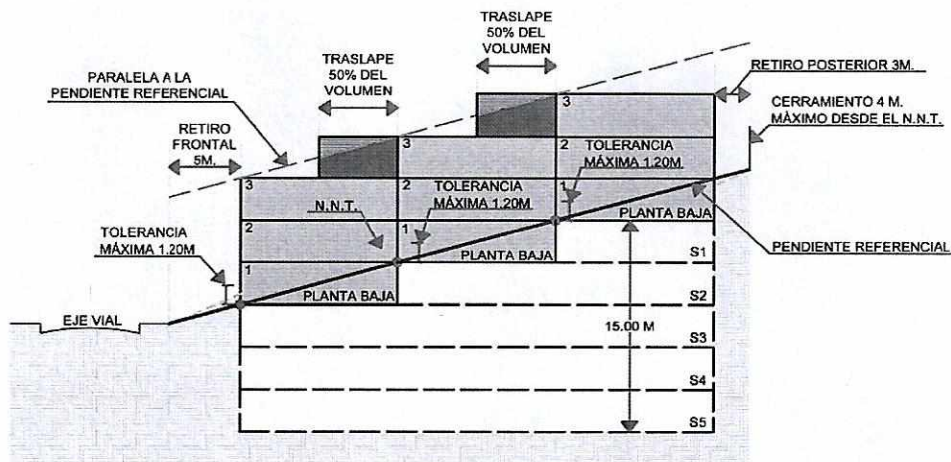 TRASLAPE
50% DEL
VOLUMEN
TRASLAPE
50% DEL
VOLUMEN
PARALELA A LA
PENDIENTE REFERENCIAL
RETIRO POSTERIOR 3M.
CERRAMIENTO 4 M.
MÀXIMO DESDE EL N.N.T.
RETIRO
FRONTAL
5M.
3
3
3
2
2
2
1
1
1
TOLERANCIA
MÁXIMA 1.20M
TOLERANCIA
MÁXIMA 1.20M
N.N.T.
TOLERANCIA
MÁXIMA 1.20M
PLANTA BAJA
PLANTA BAJA
PLANTA BAJA
PENDIENTE REFERENCIAL
EJE VIAL
15.00 M
S1
S2
S3
S4
S5